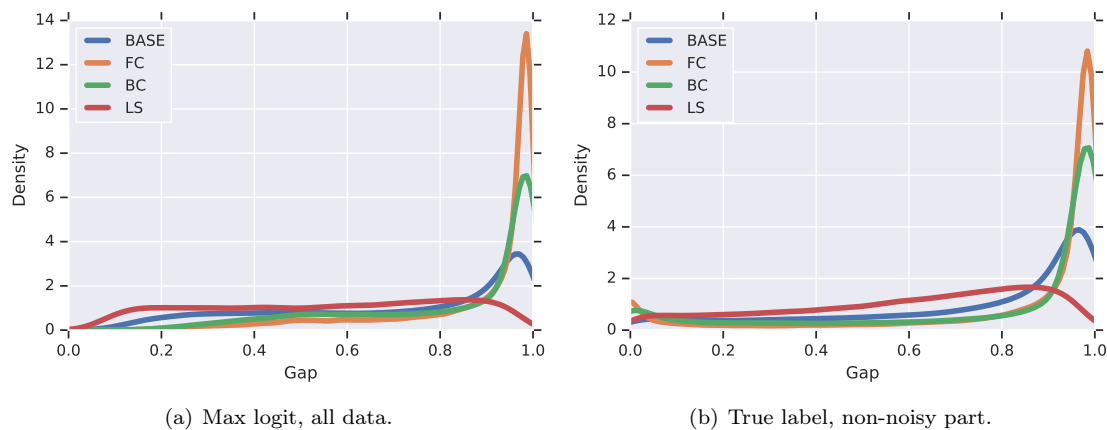 14
12
10
8
6
4
2
0
Density
BASE
FC
BC
LS
0.0 0.2 0.4 0.6 0.8 1.0
Gap
(a) Max logit, all data.
12
10
8
6
4
2
0
Density
BASE
FC
BC
LS
0.0 0.2 0.4 0.6 0.8 1.0
Gap
(b) True label, non-noisy part.